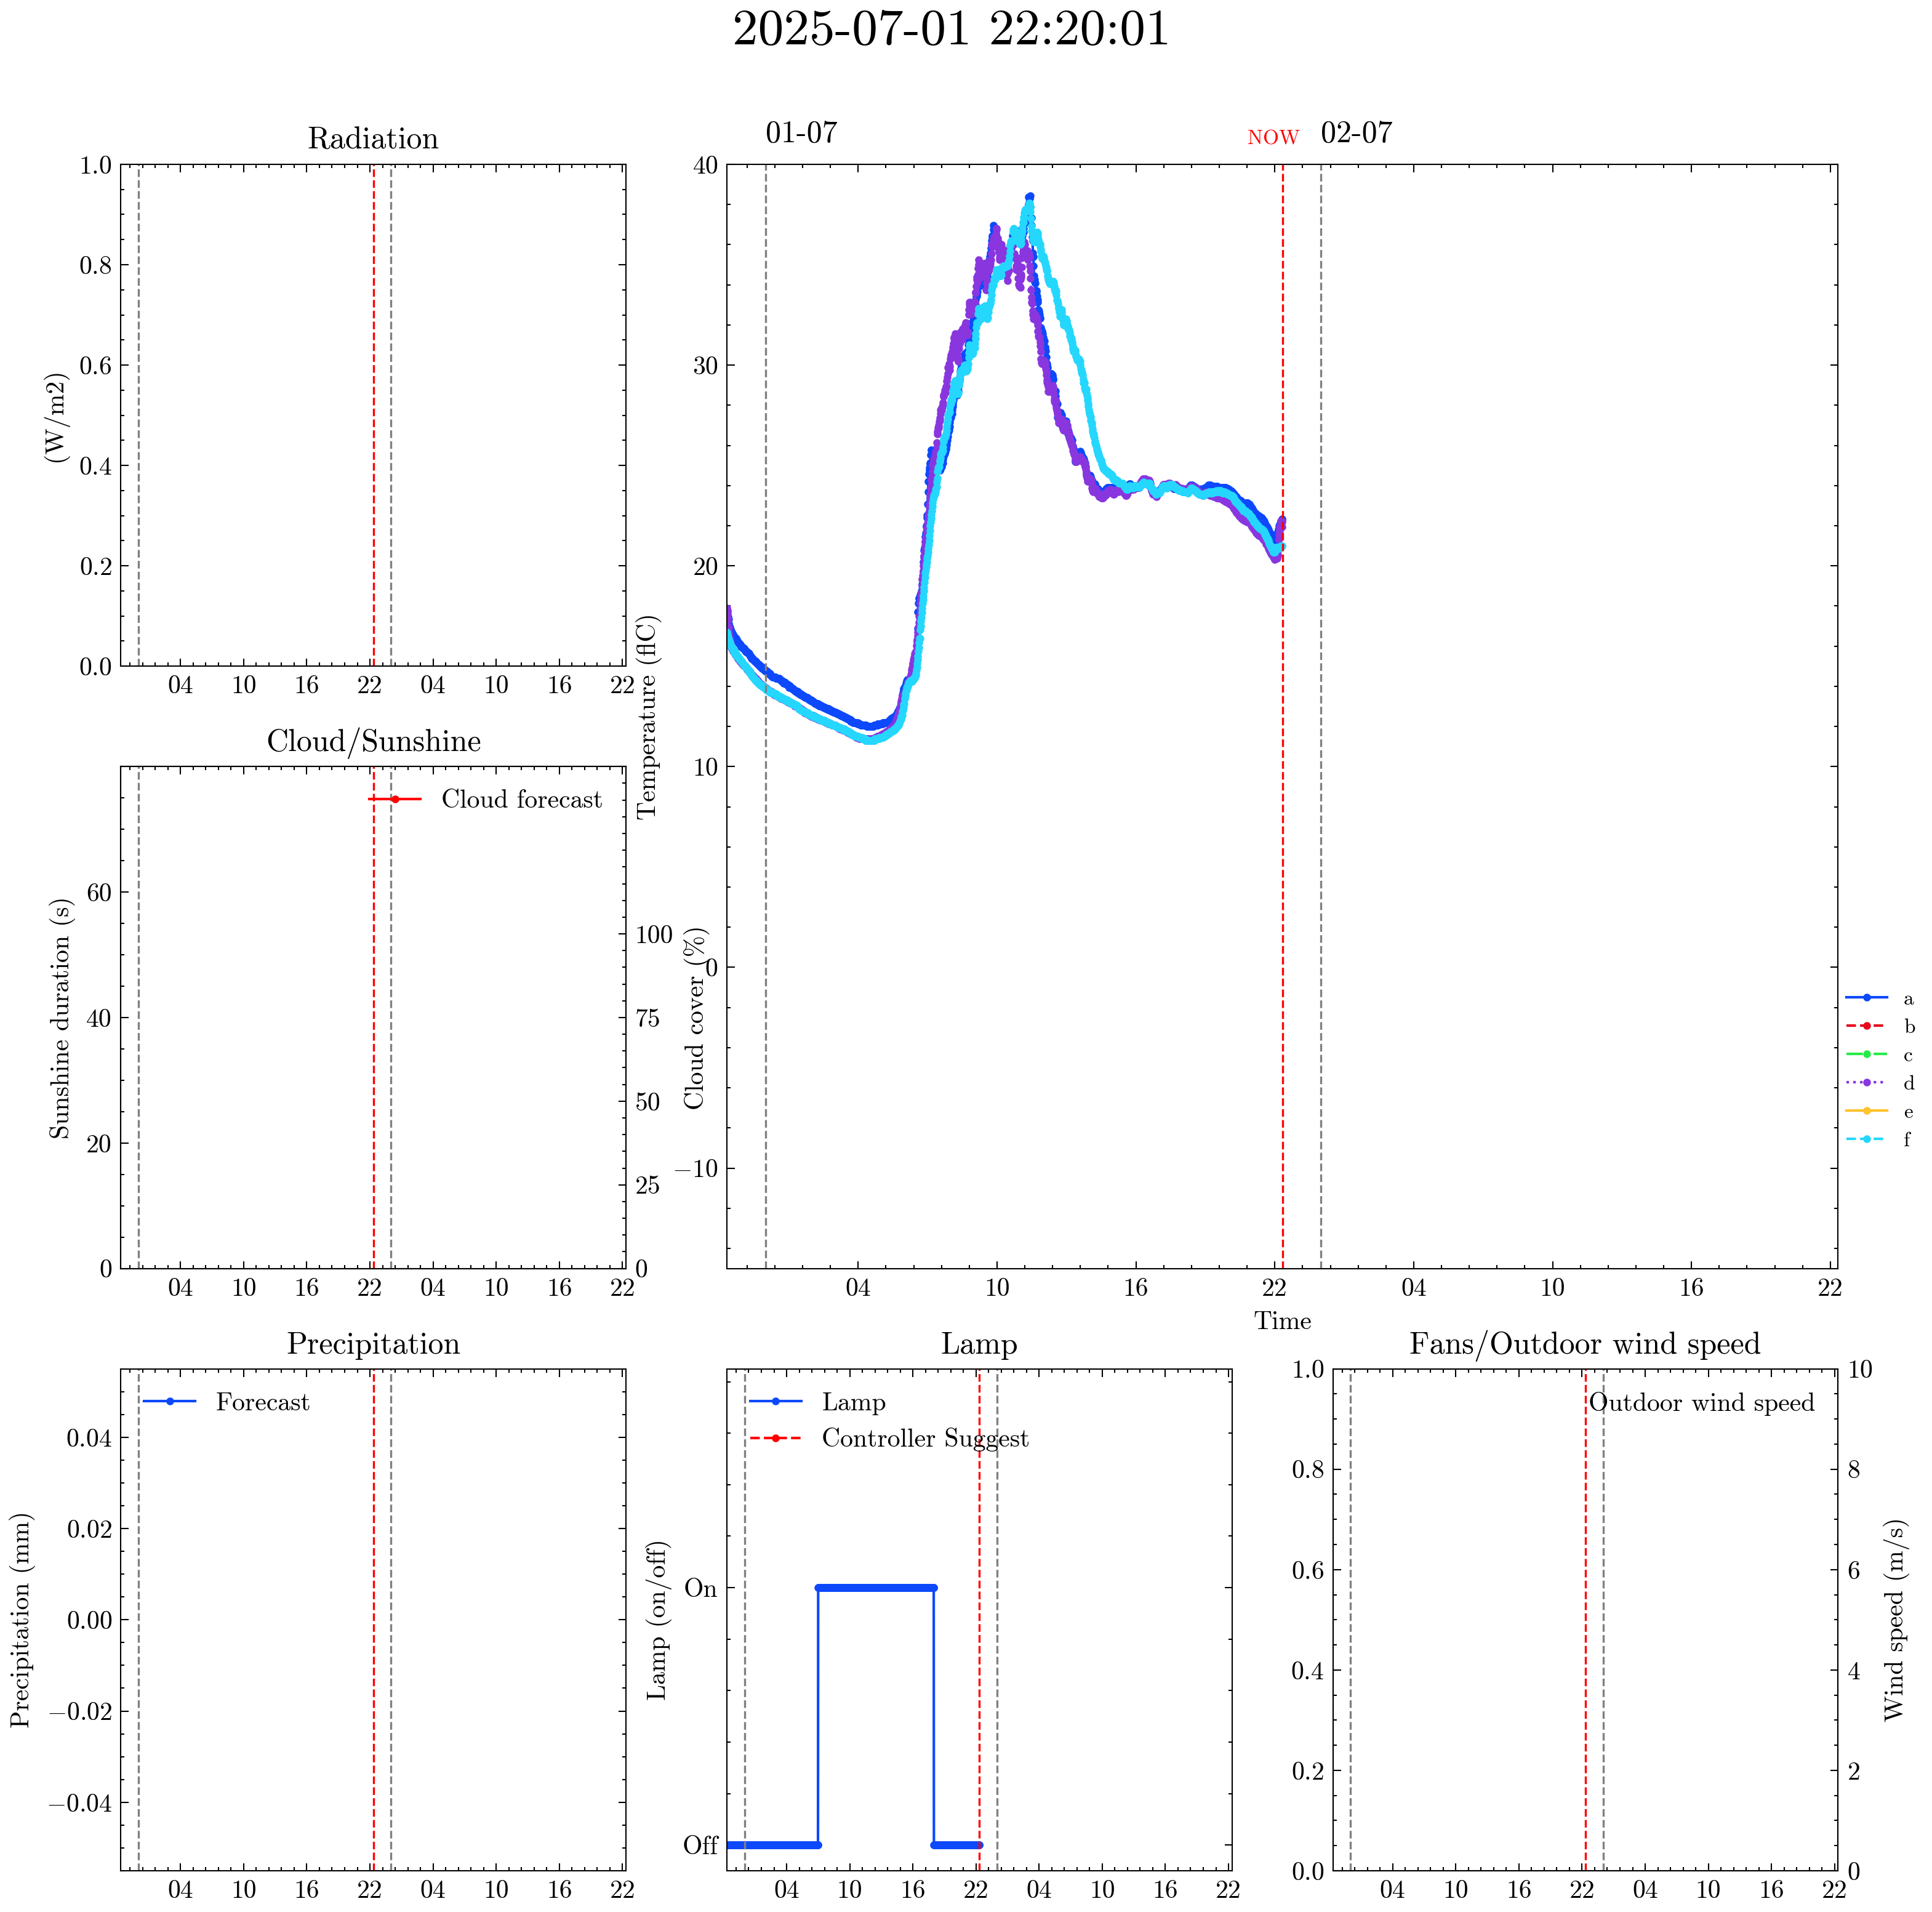 2025-07-01 22:20:01
Radiation
01-07
NOW
02-07
1.0
0.8
0.6
0.4
0.2
0.0
(W/m2)
04 10 16 22 04 10 16 22
40
30
20
10
0
−10
Temperature (flC)
04 10 16 22 04 10 16 22
Time
a
b
c
d
e
f
Cloud/Sunshine
Cloud forecast
60
40
20
0
Sunshine duration (s)
100
75
50
25
0
Cloud cover (%)
04 10 16 22 04 10 16 22
Precipitation
Forecast
0.04
0.02
0.00
−0.02
−0.04
Precipitation (mm)
04 10 16 22 04 10 16 22
Lamp
Lamp
Controller Suggest
On
Off
Lamp (on/off)
04 10 16 22 04 10 16 22
Fans/Outdoor wind speed
Outdoor wind speed
1.0
0.8
0.6
0.4
0.2
0.0
10
8
6
4
2
0
Wind speed (m/s)
04 10 16 22 04 10 16 22